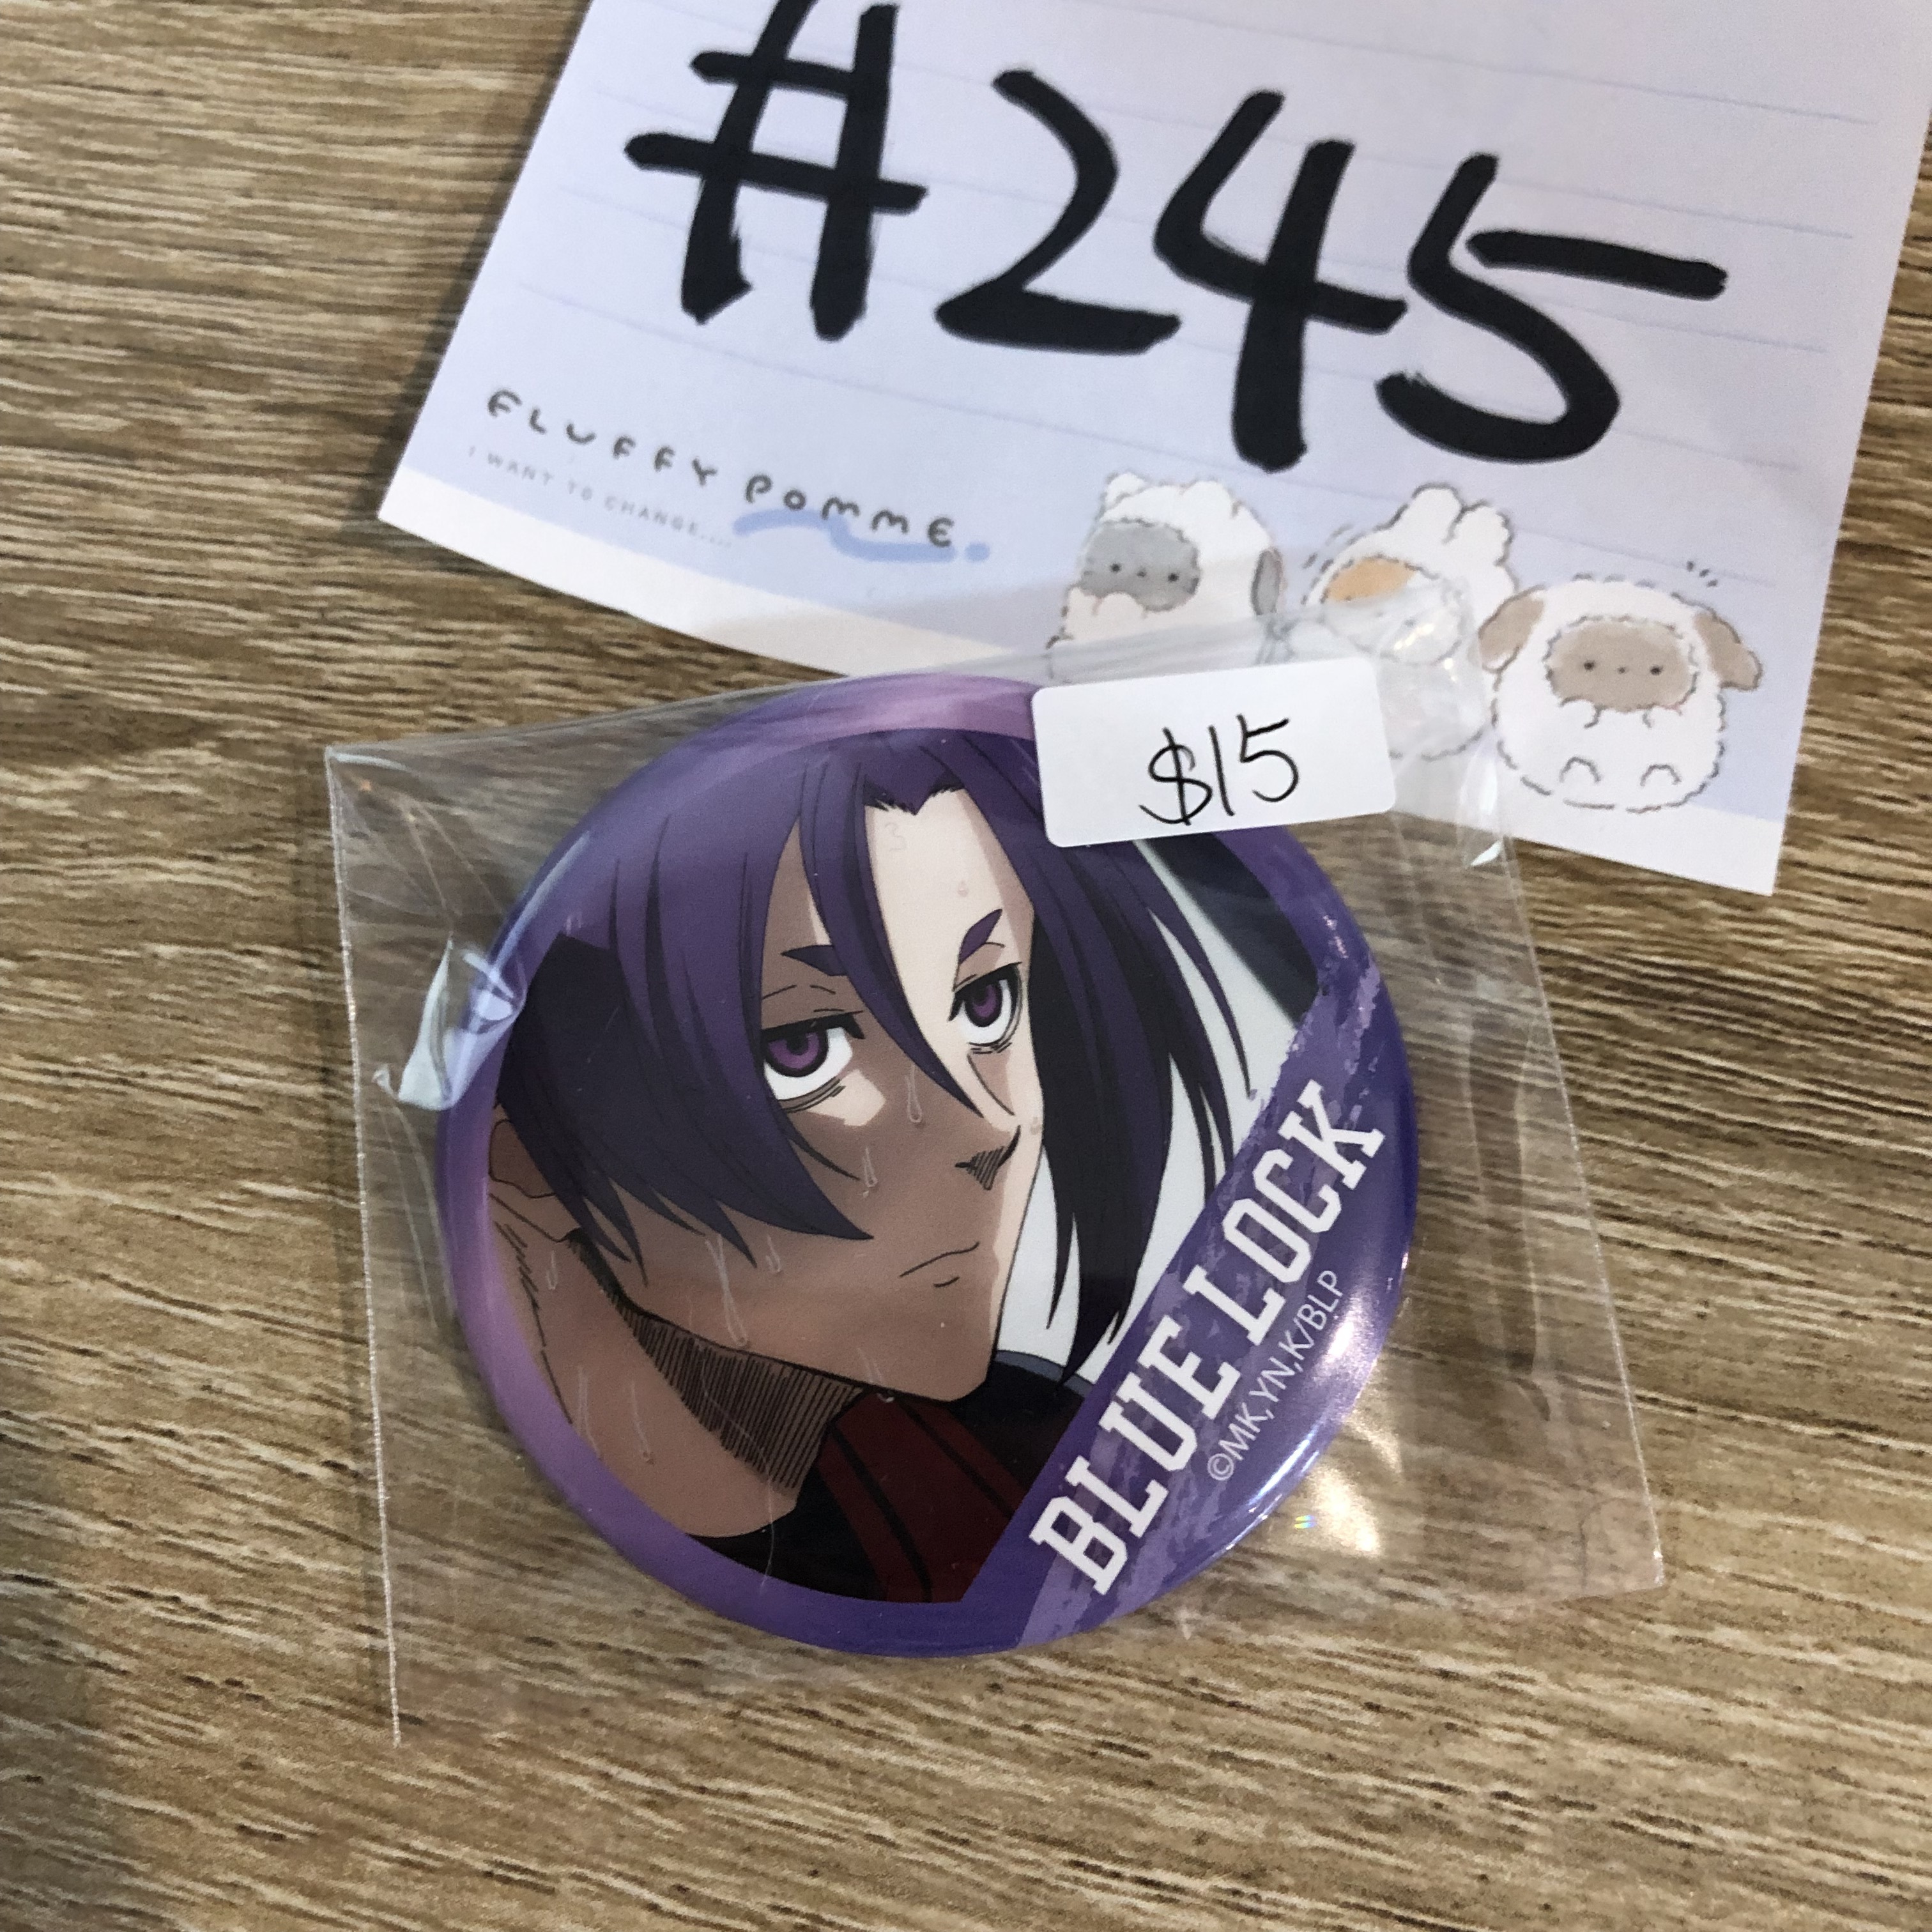 #245
FLUFFY POMME.
I WANT TO CHANGE....
$15
BLUE LOCK
©MK,YN,K/BLP